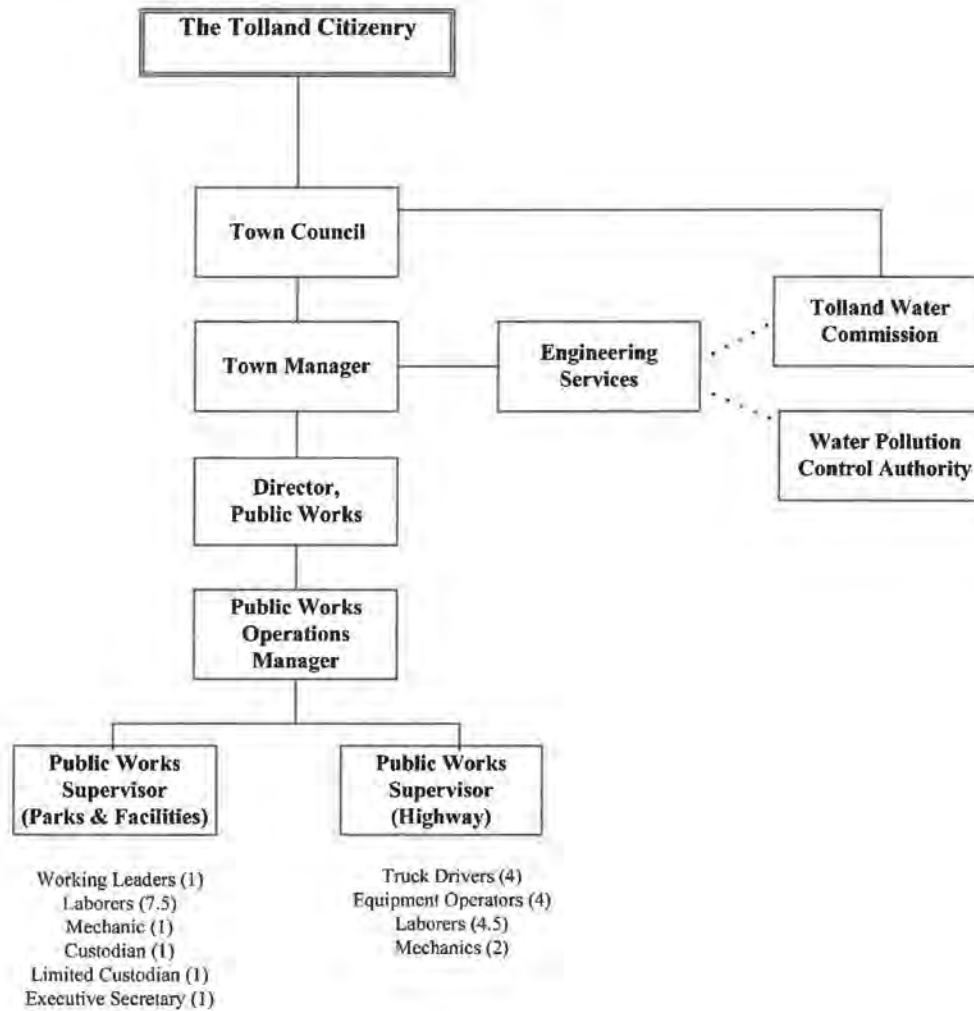 The Tolland Citizenry
Town Council
Tolland Water
Commission
Town Manager
Engineering
Services
Water Pollution
Control Authority
Director,
Public Works
Public Works
Operations
Manager
Public Works
Supervisor
(Parks & Facilities)
Public Works
Supervisor
(Highway)
Working Leaders (1)
Laborers (7.5)
Mechanic (1)
Custodian (1)
Limited Custodian (1)
Executive Secretary (1)
Truck Drivers (4)
Equipment Operators (4)
Laborers (4.5)
Mechanics (2)